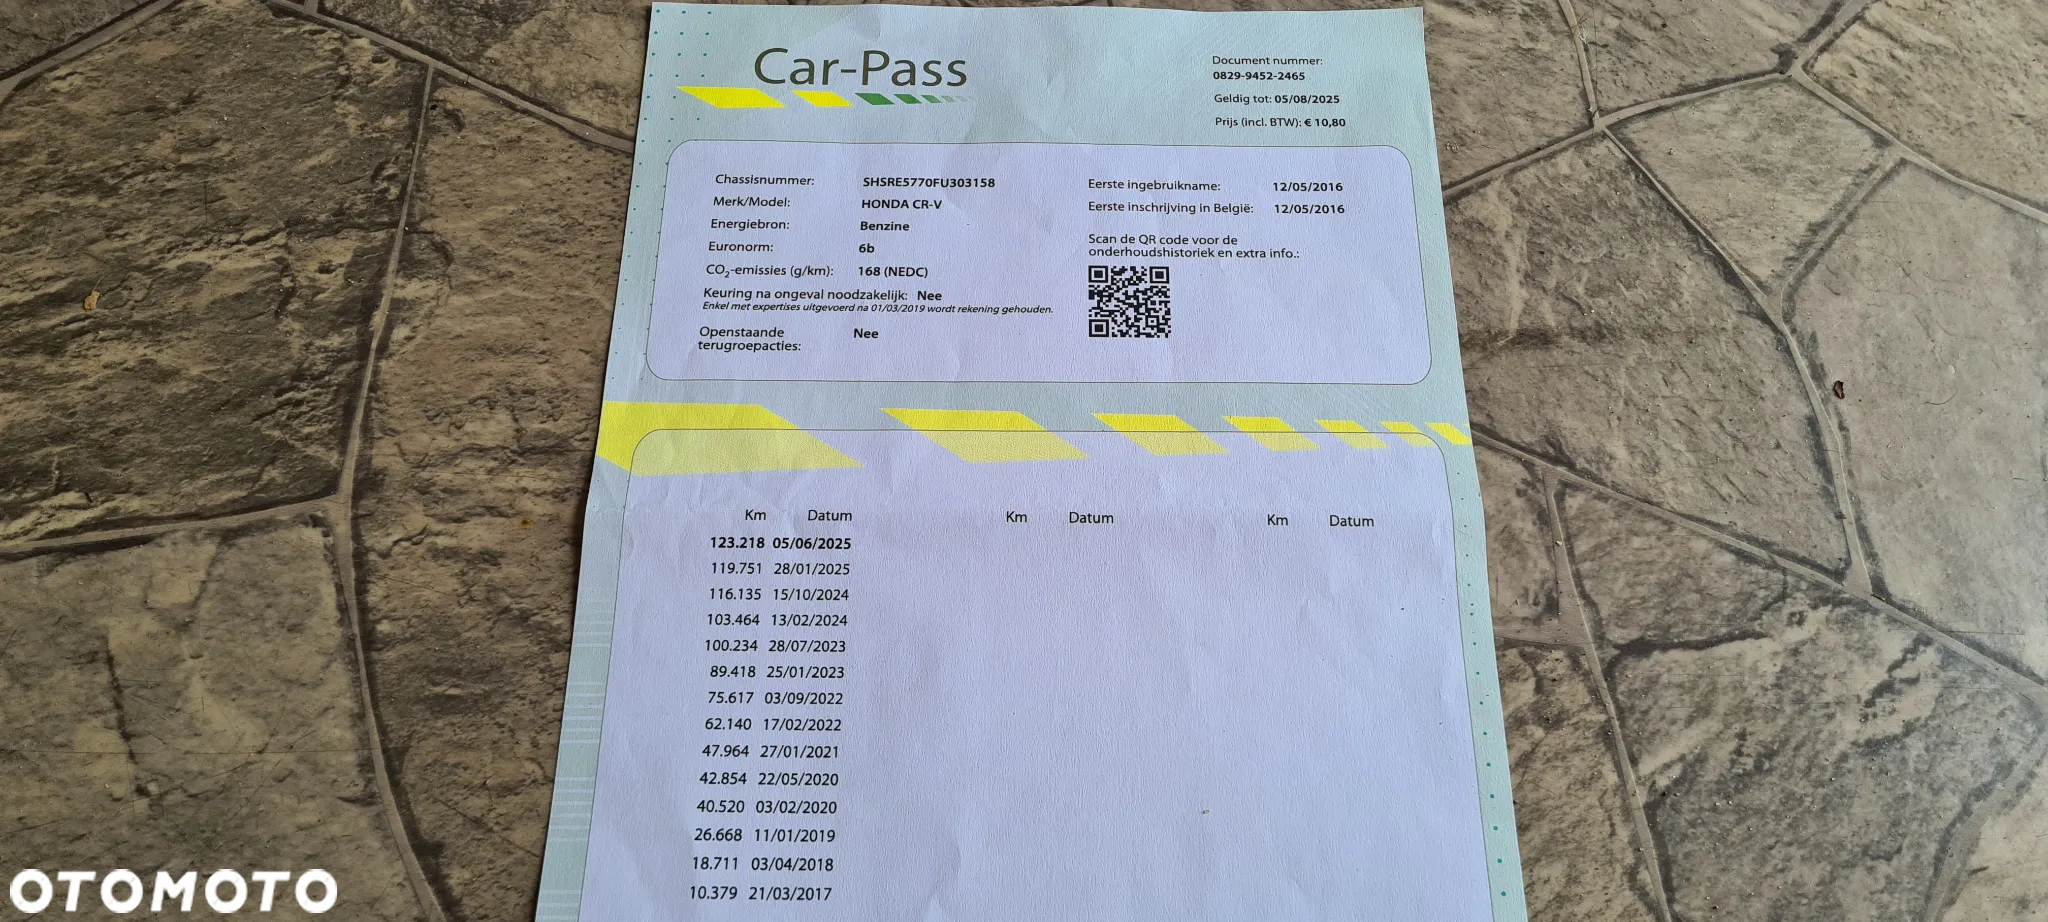 Car-Pass
Document nummer:
0829-9452-2465
Geldig tot: 05/08/2025
Prijs (incl. BTW): € 10,80
Chassisnummer: SHSRE5770FU303158
Merk/Model: HONDA CR-V
Energiebron: Benzine
Euronorm: 6b
CO₂-emissies (g/km): 168 (NEDC)
Keuring na ongeval noodzakelijk: Nee
Enkel met expertises uitgevoerd na 01/03/2019 wordt rekening gehouden.
Openstaande Nee
terugroepacties:
Eerste ingebruikname: 12/05/2016
Eerste inschrijving in België: 12/05/2016
Scan de QR code voor de
onderhoudshistoriek en extra info.:
Km Datum Km Datum Km Datum
123.218 05/06/2025
119.751 28/01/2025
116.135 15/10/2024
103.464 13/02/2024
100.234 28/07/2023
89.418 25/01/2023
75.617 03/09/2022
62.140 17/02/2022
47.964 27/01/2021
42.854 22/05/2020
40.520 03/02/2020
26.668 11/01/2019
18.711 03/04/2018
10.379 21/03/2017
OTOMOTO